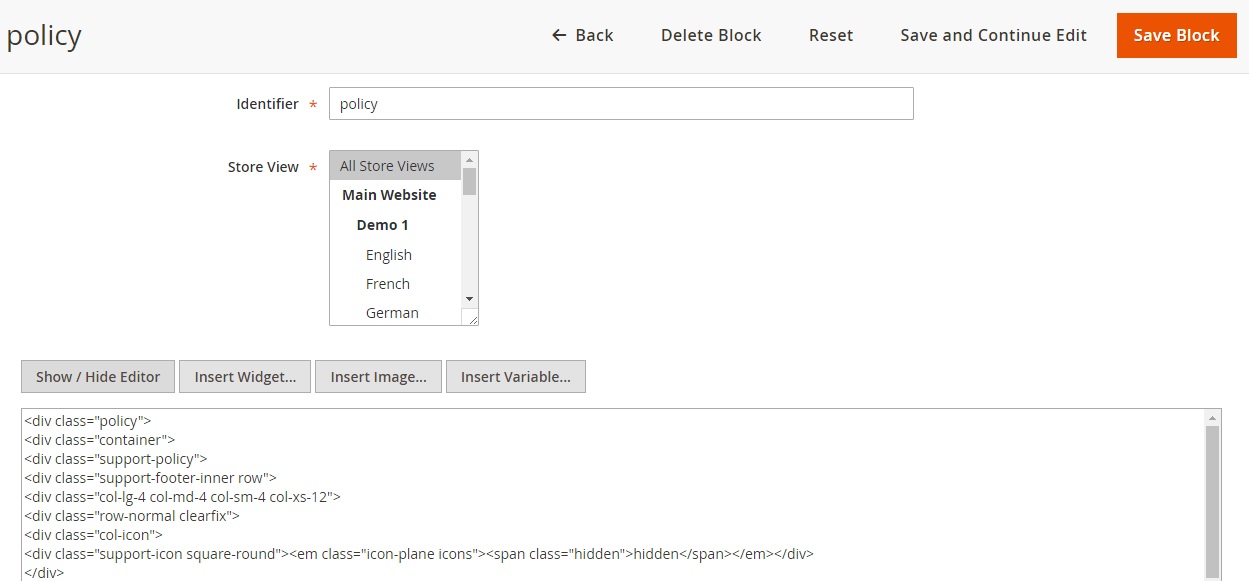 policy
← Back Delete Block Reset Save and Continue Edit Save Block
Identifier * policy
Store View * All Store Views
Main Website
Demo 1
English
French
German
Show / Hide Editor Insert Widget... Insert Image... Insert Variable...
<div class="policy">
<div class="container">
<div class="support-policy">
<div class="support-footer-inner row">
<div class="col-lg-4 col-md-4 col-sm-4 col-xs-12">
<div class="row-normal clearfix">
<div class="col-icon">
<div class="support-icon square-round"><em class="icon-plane icons"><span class="hidden">hidden</span></em></div>
</div>